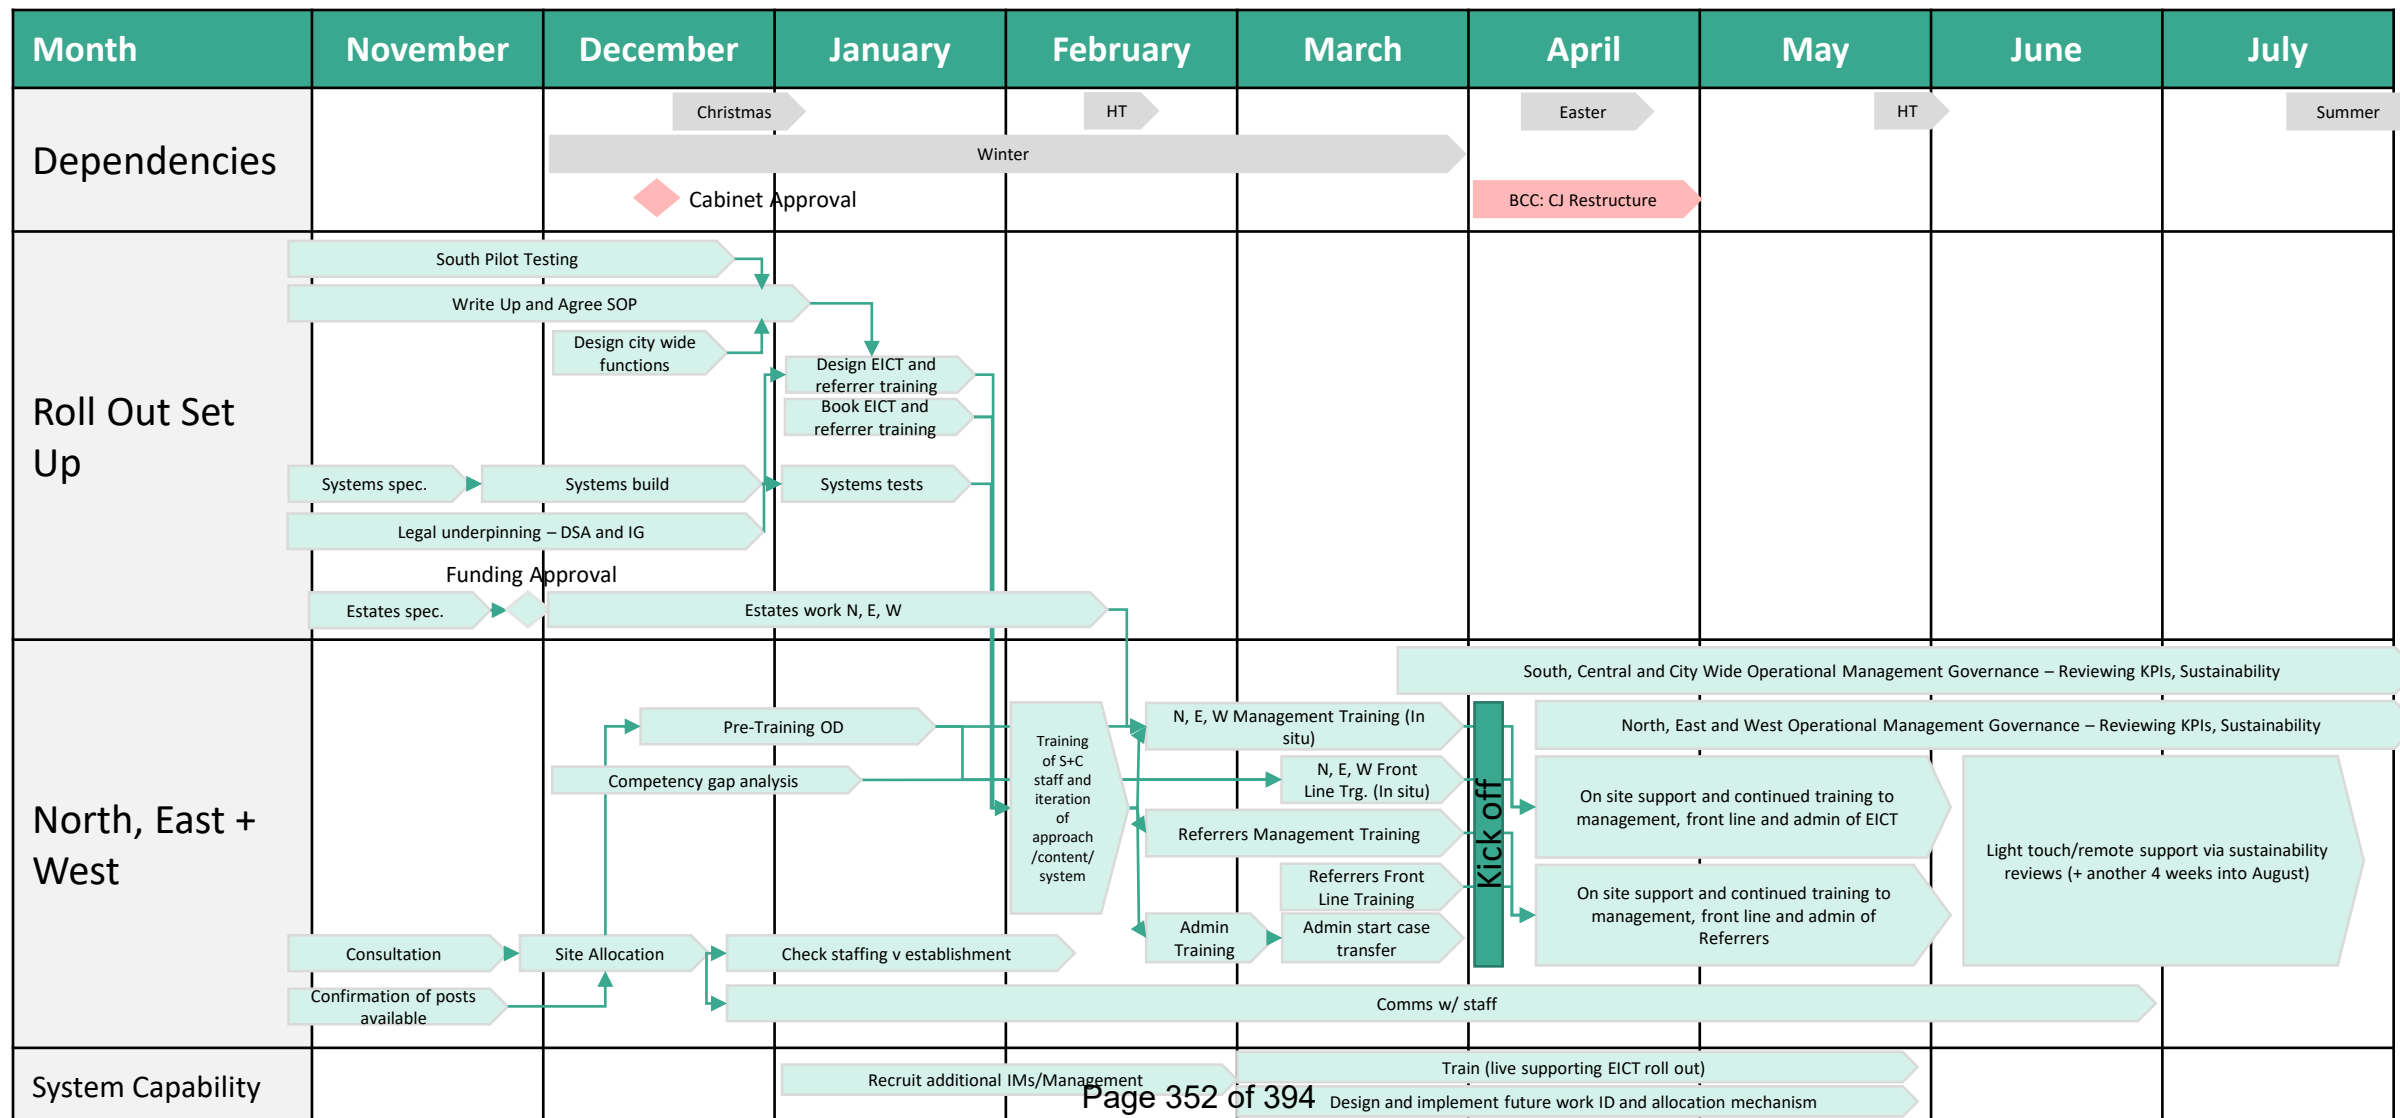 Month November December January February March April May June July
Dependencies
Christmas HT Easter HT Summer
Winter
Cabinet Approval BCC: CJ Restructure
Roll Out Set
Up
South Pilot Testing
Write Up and Agree SOP
Design city wide
functions
Design EICT and
referrer training
Book EICT and
referrer training
Systems spec. Systems build Systems tests
Legal underpinning – DSA and IG
Funding Approval
Estates spec. Estates work N, E, W
North, East +
West
South, Central and City Wide Operational Management Governance – Reviewing KPIs, Sustainability
Pre-Training OD
Competency gap analysis
Training
of S+C
staff and
iteration
of
approach
/content/
system
N, E, W Management Training (In
situ)
N, E, W Front
Line Trg. (In situ)
Referrers Management Training
Referrers Front
Line Training
Admin
Training
Admin start case
transfer
Kick off
North, East and West Operational Management Governance – Reviewing KPIs, Sustainability
On site support and continued training to
management, front line and admin of EICT
On site support and continued training to
management, front line and admin of
Referrers
Light touch/remote support via sustainability
reviews (+ another 4 weeks into August)
Consultation Site Allocation Check staffing v establishment
Confirmation of posts
available
Comms w/ staff
System Capability
Recruit additional IMs/Management
Train (live supporting EICT roll out)
Design and implement future work ID and allocation mechanism
Page 352 of 394